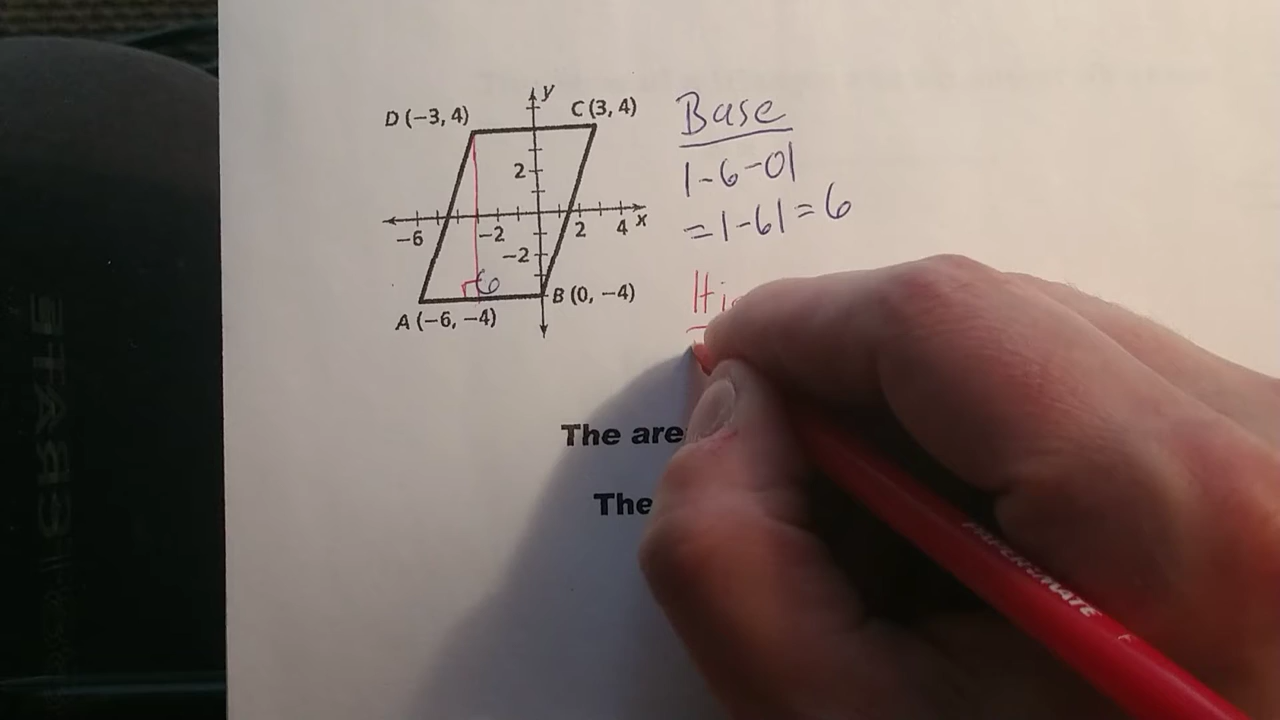 y
D (−3, 4)
C (3, 4)
2
−6
−2
2
4
x
−2
6
A (−6, −4)
B (0, −4)
Base
|-6-0|
=|-6|=6
The
The
PAPERMATE